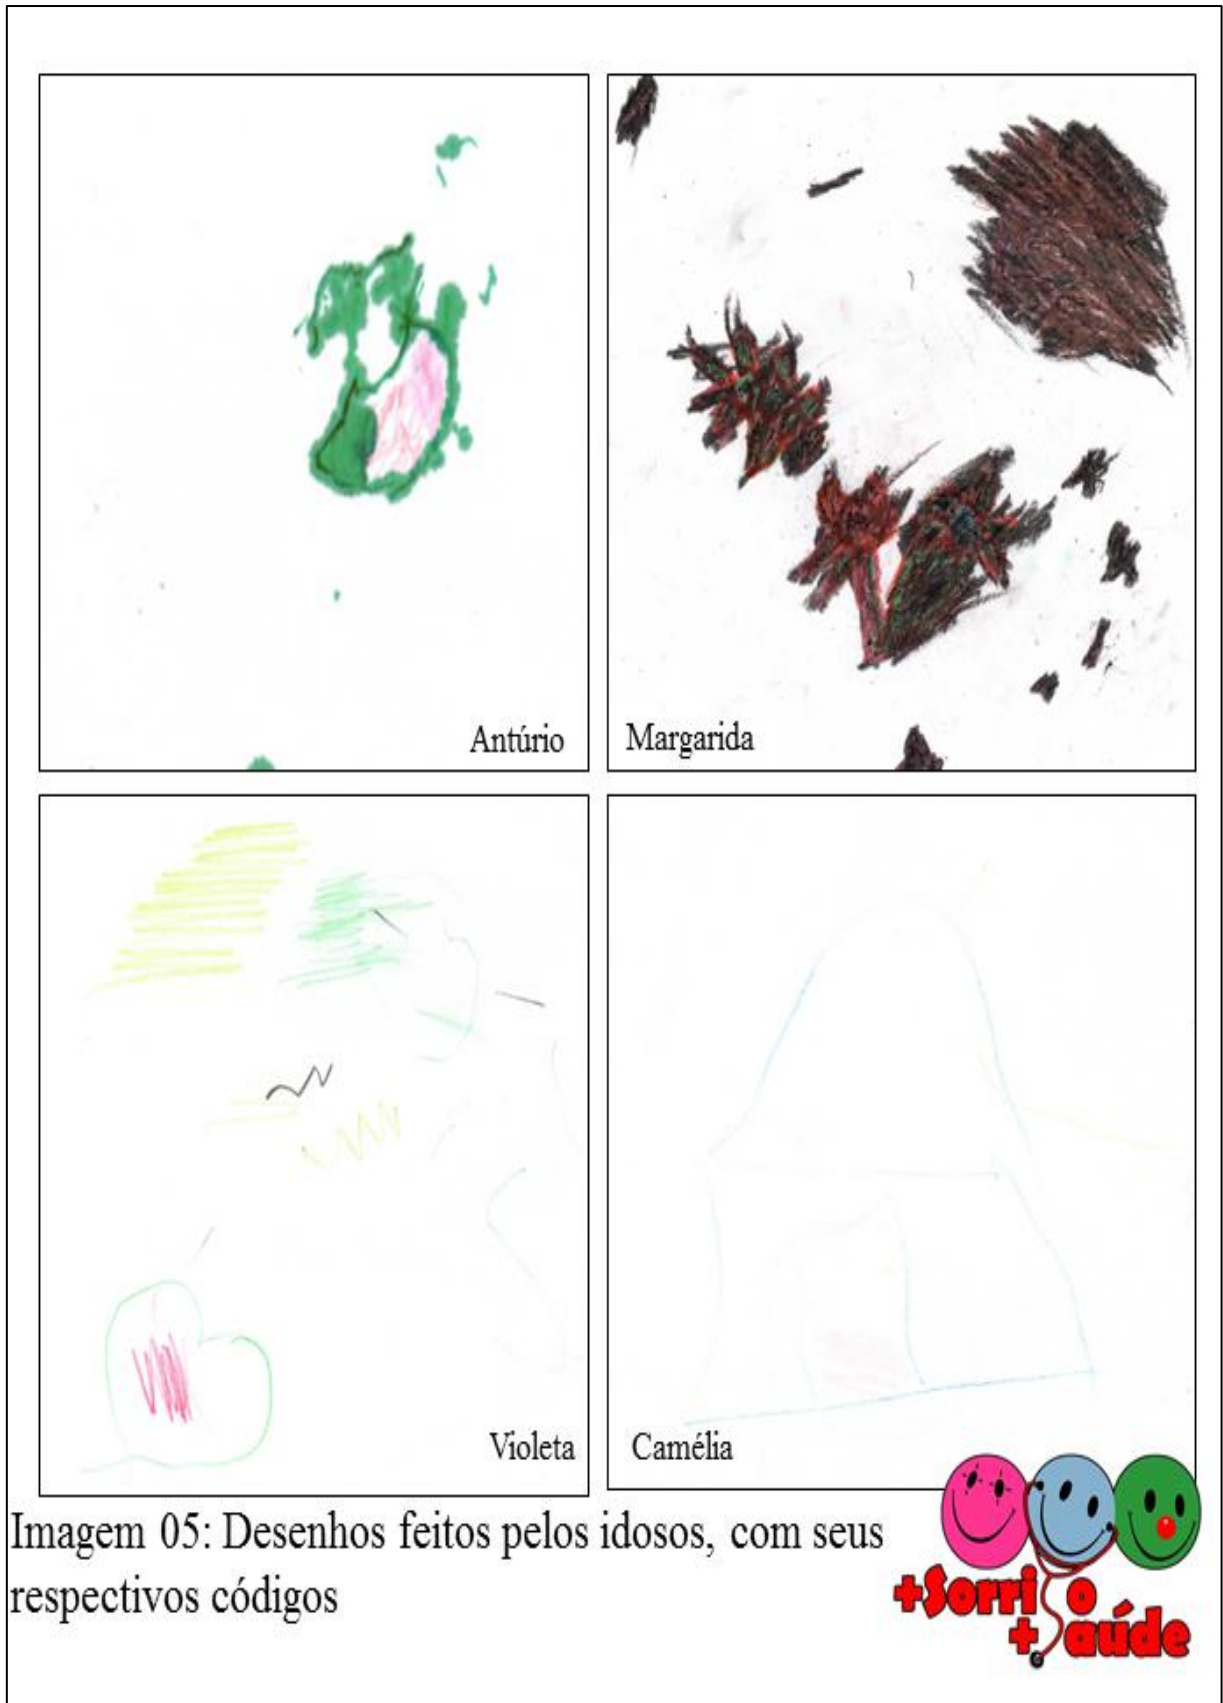 Antúrio
Margarida
Violeta
Camélia
Imagem 05: Desenhos feitos pelos idosos, com seus
respectivos códigos
+Sorriso
+Saúde